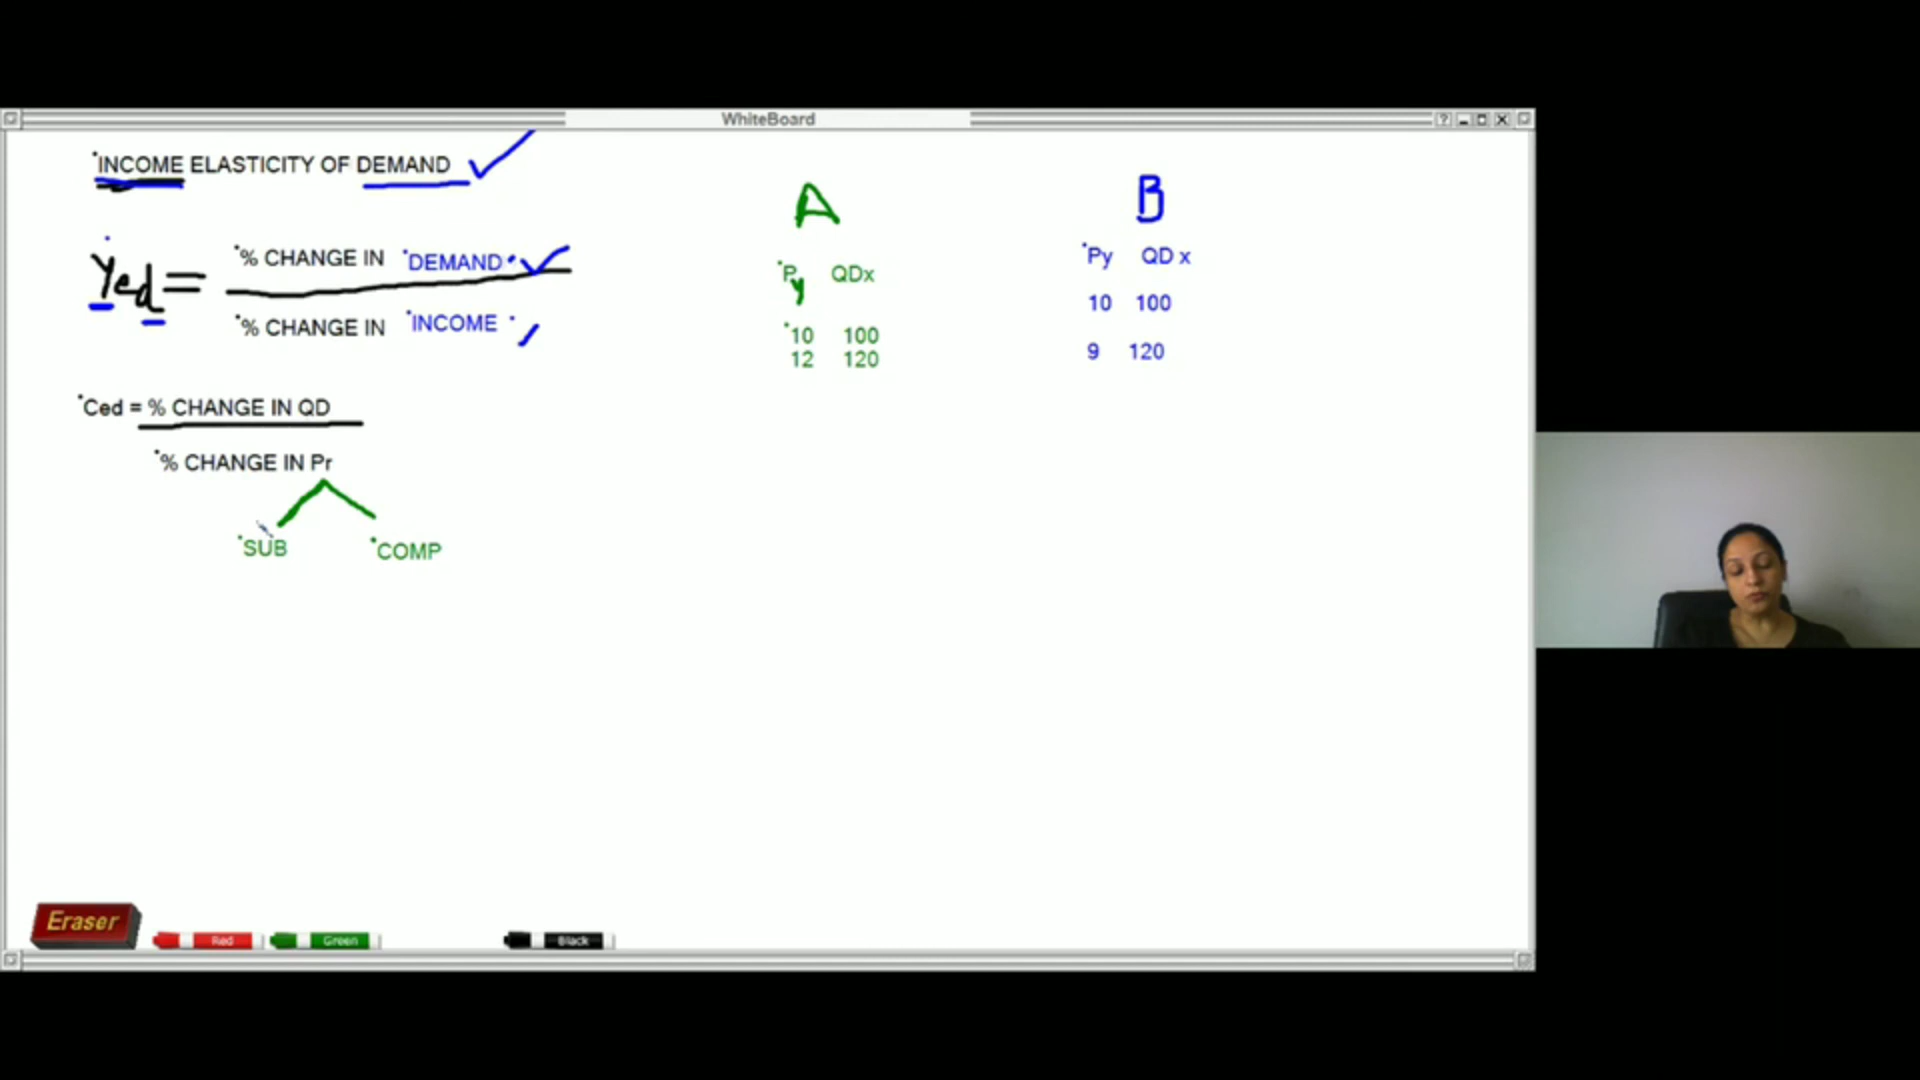 WhiteBoard
INCOME ELASTICITY OF DEMAND
Yed =
% CHANGE IN DEMAND
% CHANGE IN INCOME
Ced = % CHANGE IN QD
% CHANGE IN Pr
SUB COMP
A
Py QDx
10 100
12 120
B
Py QD x
10 100
9 120
Eraser
Red Green Black